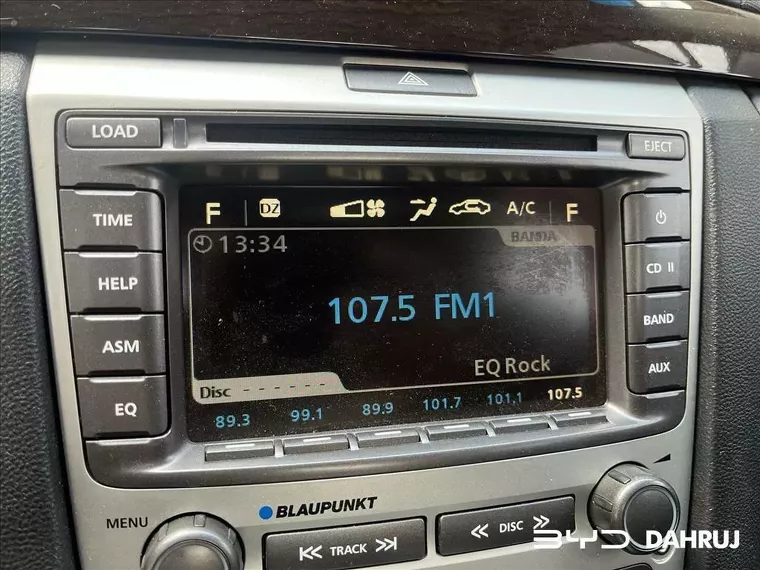 LOAD
EJECT
TIME
F
DZ
A/C
F
13:34
BANDA
CD II
HELP
107.5 FM1
BAND
ASM
EQ Rock
AUX
Disc - - - - - -
EQ
89.3 99.1 89.9 101.7 101.1 107.5
MENU
BLAUPUNKT
TRACK
DISC
BYD DAHRUJ